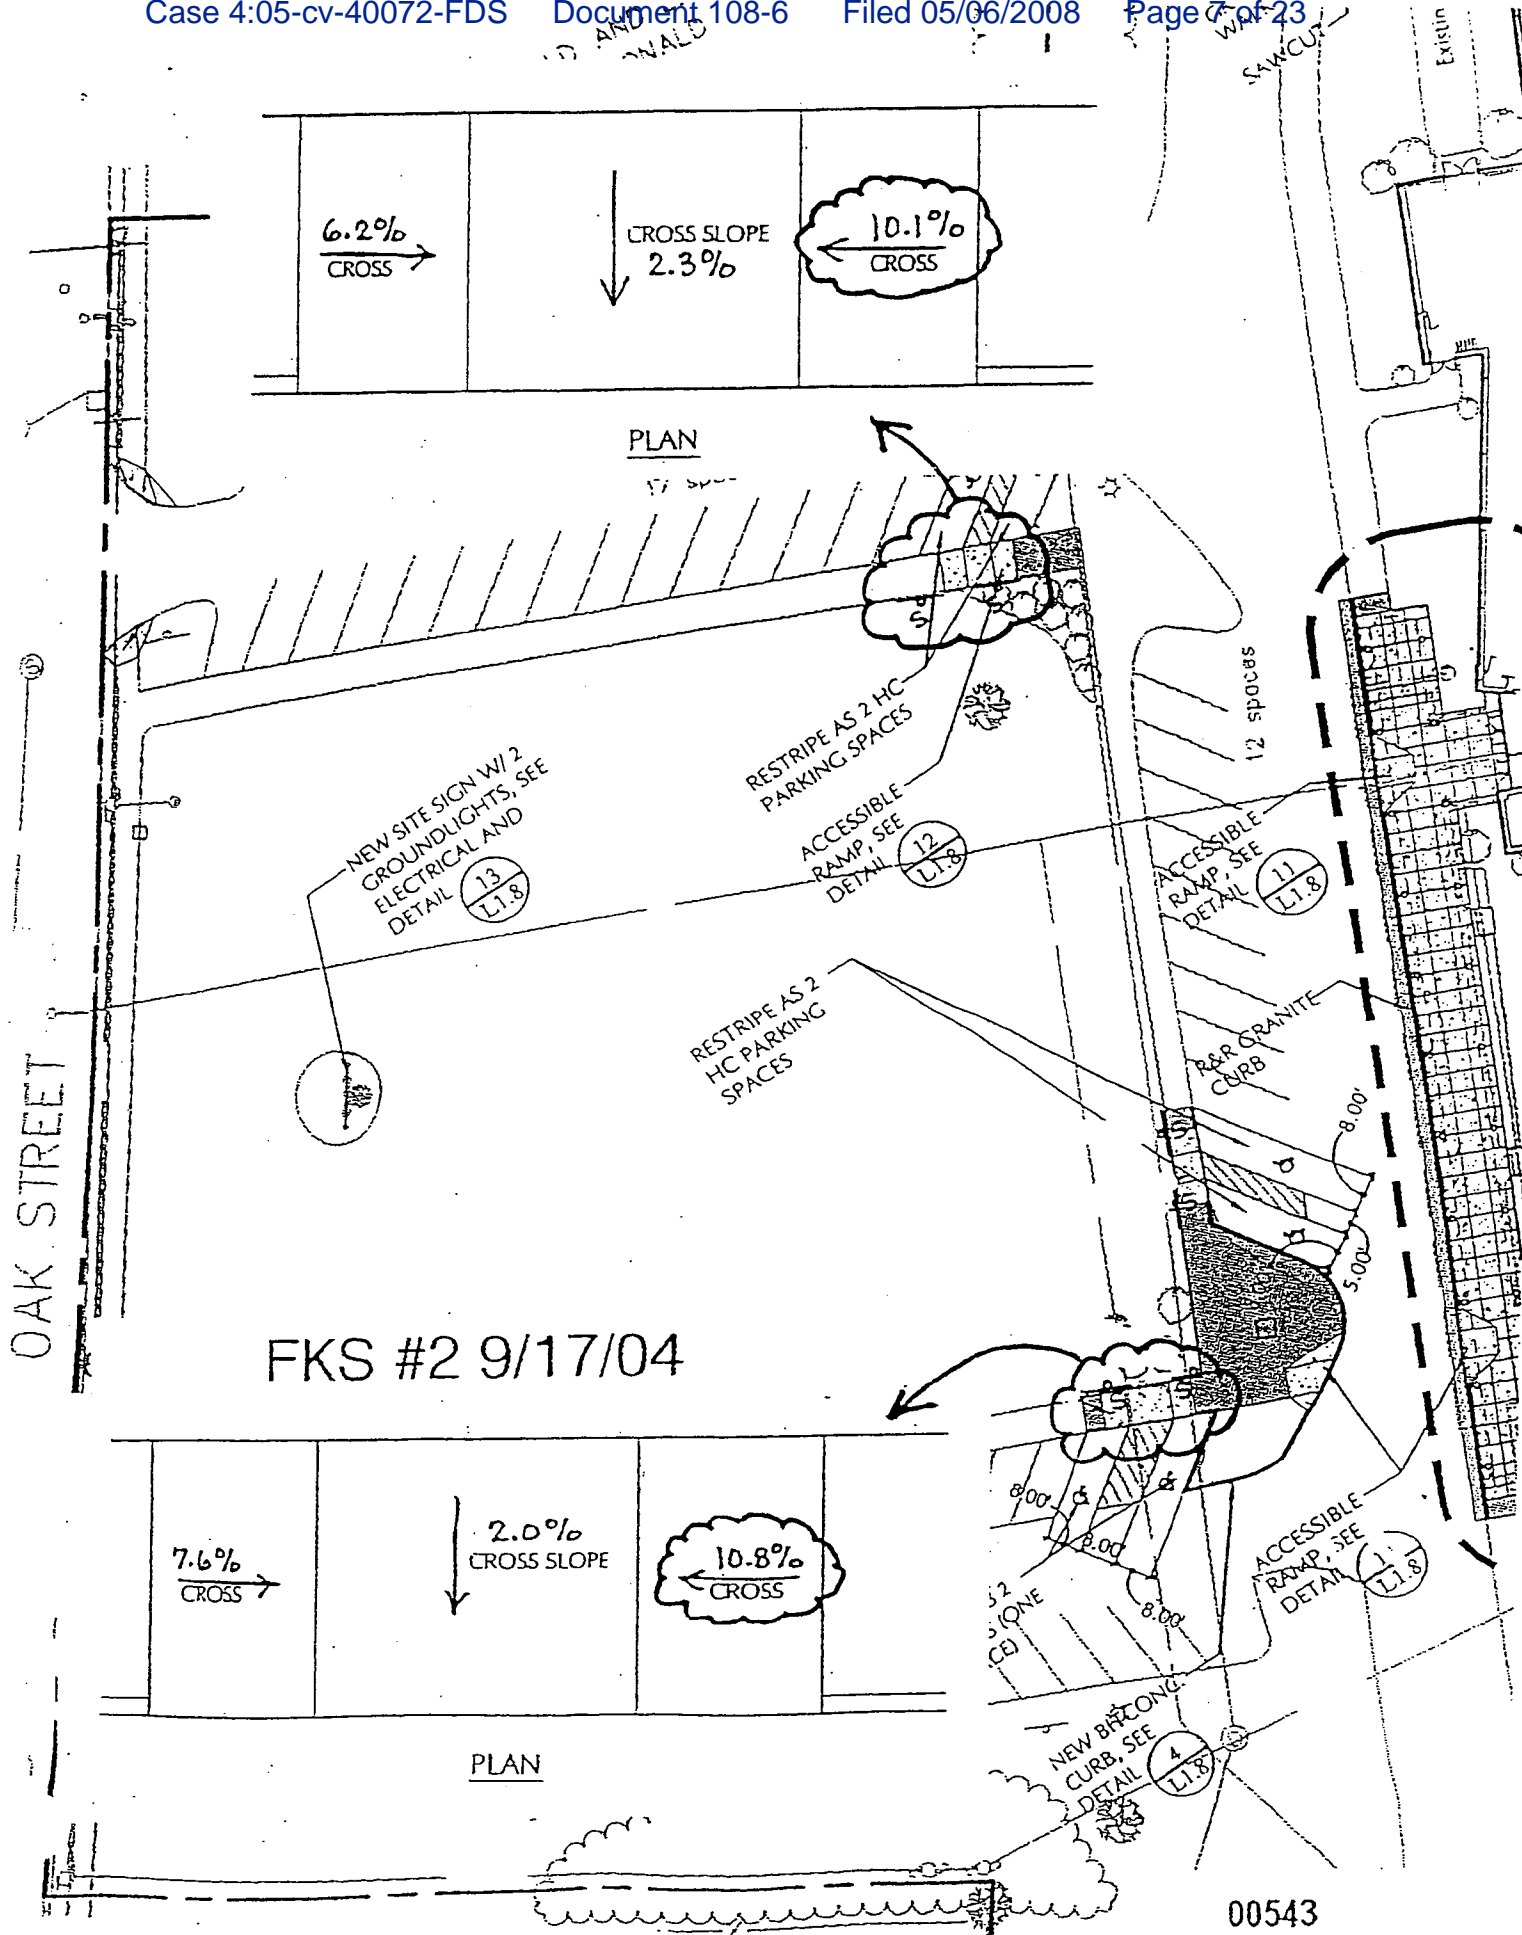 Case 4:05-cv-40072-FDS Document 108-6 Filed 05/06/2008 Page 7 of 23
AND
SAWCUT
Existin
6.2%
CROSS
CROSS SLOPE
2.3%
10.1%
CROSS
PLAN
12 spaces
RESTRIPE AS 2 HC
PARKING SPACES
NEW SITE SIGN W/ 2
GROUNDLIGHTS, SEE
ELECTRICAL AND
DETAIL
13
L1.8
ACCESSIBLE
RAMP, SEE
DETAIL
12
L1.8
ACCESSIBLE
RAMP, SEE
DETAIL
11
L1.8
RESTRIPE AS 2
HC PARKING
SPACES
R&R GRANITE
CURB
8.00'
5.00'
OAK STREET
FKS #2 9/17/04
7.6%
CROSS
2.0%
CROSS SLOPE
10.8%
CROSS
PLAN
8.00'
8.00'
8.00'
S 2
S (ONE
CE)
ACCESSIBLE
RAMP, SEE
DETAIL
L1.8
NEW BIT.CONC.
CURB, SEE
DETAIL
4
L1.8
00543